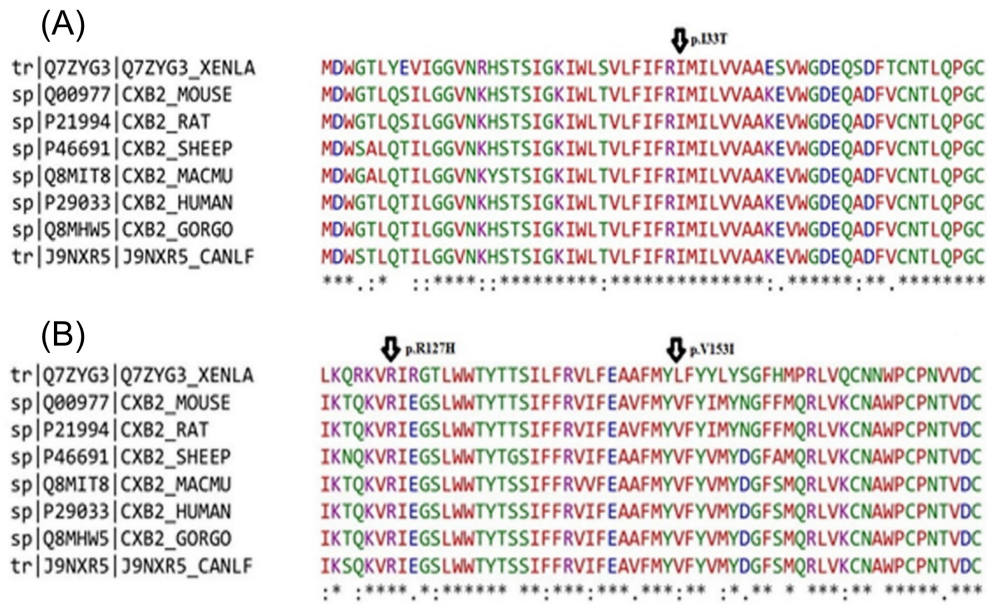 (A)
p.I33T
tr|Q7ZYG3|Q7ZYG3_XENLA MDWGTLYEVIGGVNRHSTSIGKIWLSVLFIFRIMILVVAAESVWGDEQSDFTCNTLQPGC
sp|Q00977|CXB2_MOUSE MDWGTLQSILGGVNKHSTSIGKIWLTVLFIFRIMILVVAAKEVWGDEQADFVCNTLQPGC
sp|P21994|CXB2_RAT MDWGTLQSILGGVNKHSTSIGKIWLTVLFIFRIMILVVAAKEVWGDEQADFVCNTLQPGC
sp|P46691|CXB2_SHEEP MDWSALQTILGGVNKHSTSIGKIWLTVLFIFRIMILVVAAKEVWGDEQADFVCNTLQPGC
sp|Q8MIT8|CXB2_MACMU MDWGALQTILGGVNKYSTSIGKIWLTVLFIFRIMILVVAAKEVWGDEQADFVCNTLQPGC
sp|P29033|CXB2_HUMAN MDWGTLQTILGGVNKHSTSIGKIWLTVLFIFRIMILVVAAKEVWGDEQADFVCNTLQPGC
sp|Q8MHW5|CXB2_GORGO MDWGTLQTILGGVNKHSTSIGKIWLTVLFIFRIMILVVAAKEVWGDEQADFVCNTLQPGC
tr|J9NXR5|J9NXR5_CANLF MDWSTLQTILGGVNKHSTSIGKIWLTVLFIFRIMILVVAAKEVWGDEQADFVCNTLQPGC
***.:* ::****::*********:**************:.******:**.********
(B)
p.R127H p.V153I
tr|Q7ZYG3|Q7ZYG3_XENLA LKQRKVRIRGTLWWTYTTSILFRVLFEAAFMYLFYYLYSGFHMPRLVQCNNWPCPNVVDC
sp|Q00977|CXB2_MOUSE IKTQKVRIEGSLWWTYTTSIFFRVIFEAVFMYVFYIMYNGFFMQRLVKCNAWPCPNTVDC
sp|P21994|CXB2_RAT IKTQKVRIEGSLWWTYTTSIFFRVIFEAVFMYVFYIMYNGFFMQRLVKCNAWPCPNTVDC
sp|P46691|CXB2_SHEEP IKNQKVRIEGSLWWTYTGSIFFRVIFEAAFMYVFYVMYDGFAMQRLVKCNAWPCPNTVDC
sp|Q8MIT8|CXB2_MACMU IKTQKVRIEGSLWWTYTSSIFFRVVFEAAFMYVFYVMYDGFSMQRLVKCNAWPCPNTVDC
sp|P29033|CXB2_HUMAN IKTQKVRIEGSLWWTYTSSIFFRVIFEAAFMYVFYVMYDGFSMQRLVKCNAWPCPNTVDC
sp|Q8MHW5|CXB2_GORGO IKTQKVRIEGSLWWTYTSSIFFRVIFEAAFMYVFYVMYDGFSMQRLVKCNAWPCPNTVDC
tr|J9NXR5|J9NXR5_CANLF IKSQKVRIEGSLWWTYTSSIFFRVIFEAAFMYVFYVMYDGFSMQRLVKCNAWPCPNTVDC
:* :****.*:****** **:***:***.***:** :*.** * ***:** *****.***